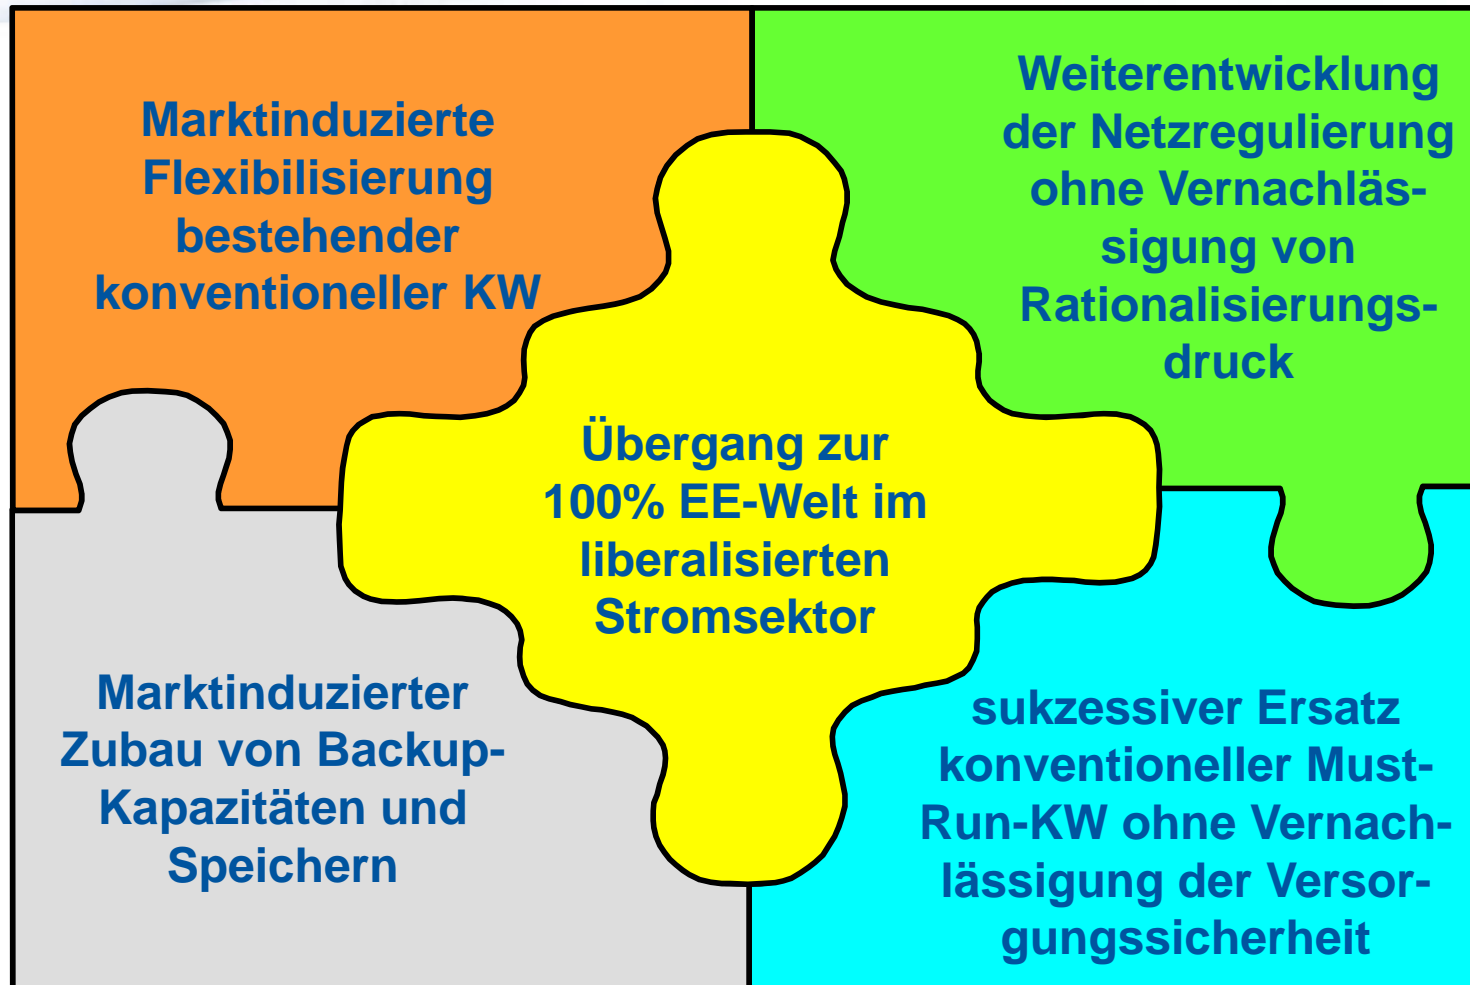 Marktinduzierte
Flexibilisierung
bestehender
konventioneller KW
Weiterentwicklung
der Netzregulierung
ohne Vernachläs-
sigung von
Rationalisierungs-
druck
Übergang zur
100% EE-Welt im
liberalisierten
Stromsektor
Marktinduzierter
Zubau von Backup-
Kapazitäten und
Speichern
sukzessiver Ersatz
konventioneller Must-
Run-KW ohne Vernach-
lässigung der Versor-
gungssicherheit